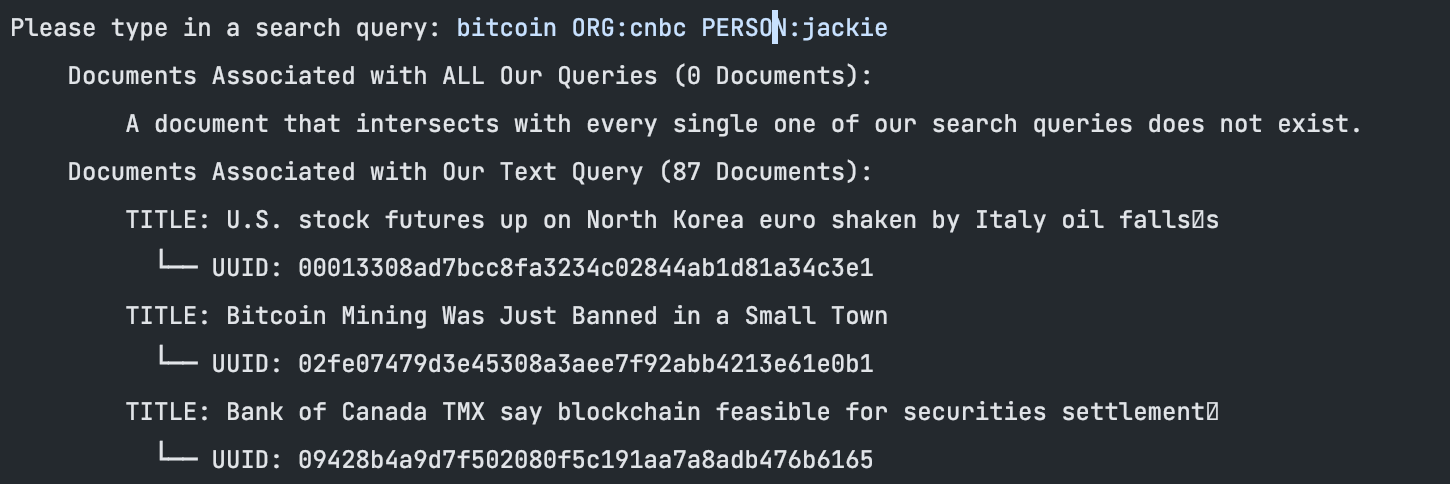 Please type in a search query: bitcoin ORG:cnbc PERSON:jackie
Documents Associated with ALL Our Queries (0 Documents):
A document that intersects with every single one of our search queries does not exist.
Documents Associated with Our Text Query (87 Documents):
TITLE: U.S. stock futures up on North Korea euro shaken by Italy oil falls�s
└── UUID: 00013308ad7bcc8fa3234c02844ab1d81a34c3e1
TITLE: Bitcoin Mining Was Just Banned in a Small Town
└── UUID: 02fe07479d3e45308a3aee7f92abb4213e61e0b1
TITLE: Bank of Canada TMX say blockchain feasible for securities settlement�
└── UUID: 09428b4a9d7f502080f5c191aa7a8adb476b6165